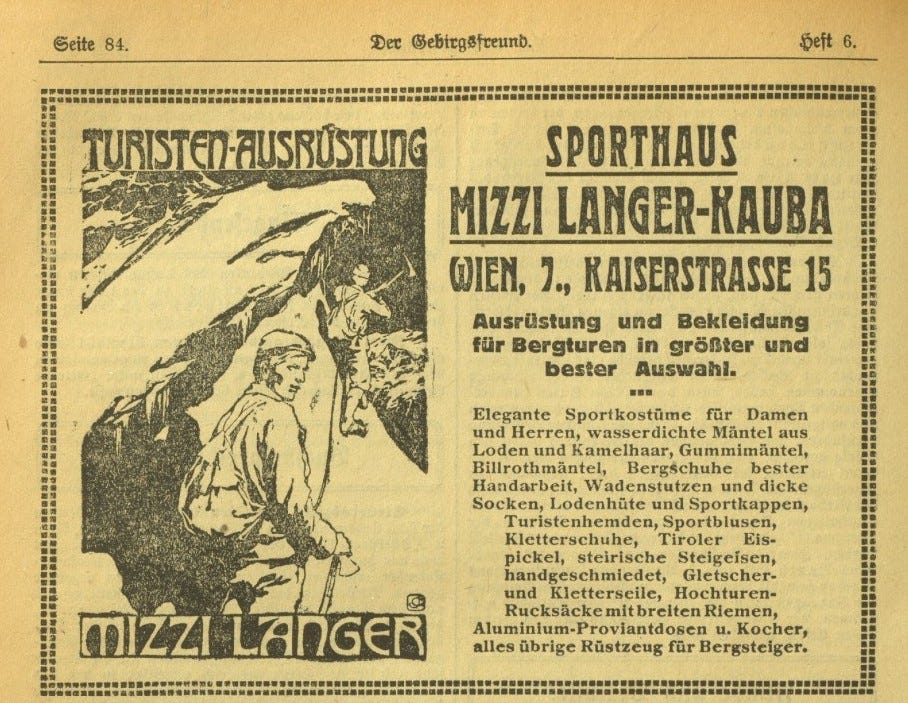 Seite 84.
Der Gebirgsfreund.
Heft 6.
TURISTEN-AUSRÜSTUNG
MIZZI LANGER
SPORTHAUS
MIZZI LANGER-KAUBA
WIEN, 7., KAISERSTRASSE 15
Ausrüstung und Bekleidung
für Bergturen in größter und
bester Auswahl.
Elegante Sportkostüme für Damen
und Herren, wasserdichte Mäntel aus
Loden und Kamelhaar, Gummimäntel,
Billrothmäntel, Bergschuhe bester
Handarbeit, Wadenstutzen und dicke
Socken, Lodenhüte und Sportkappen,
Turistenhemden, Sportblusen,
Kletterschuhe, Tiroler Eis-
pickel, steirische Steigeisen,
handgeschmiedet, Gletscher-
und Kletterseile, Hochturen-
Rucksäcke mit breiten Riemen,
Aluminium-Proviantdosen u. Kocher,
alles übrige Rüstzeug für Bergsteiger.